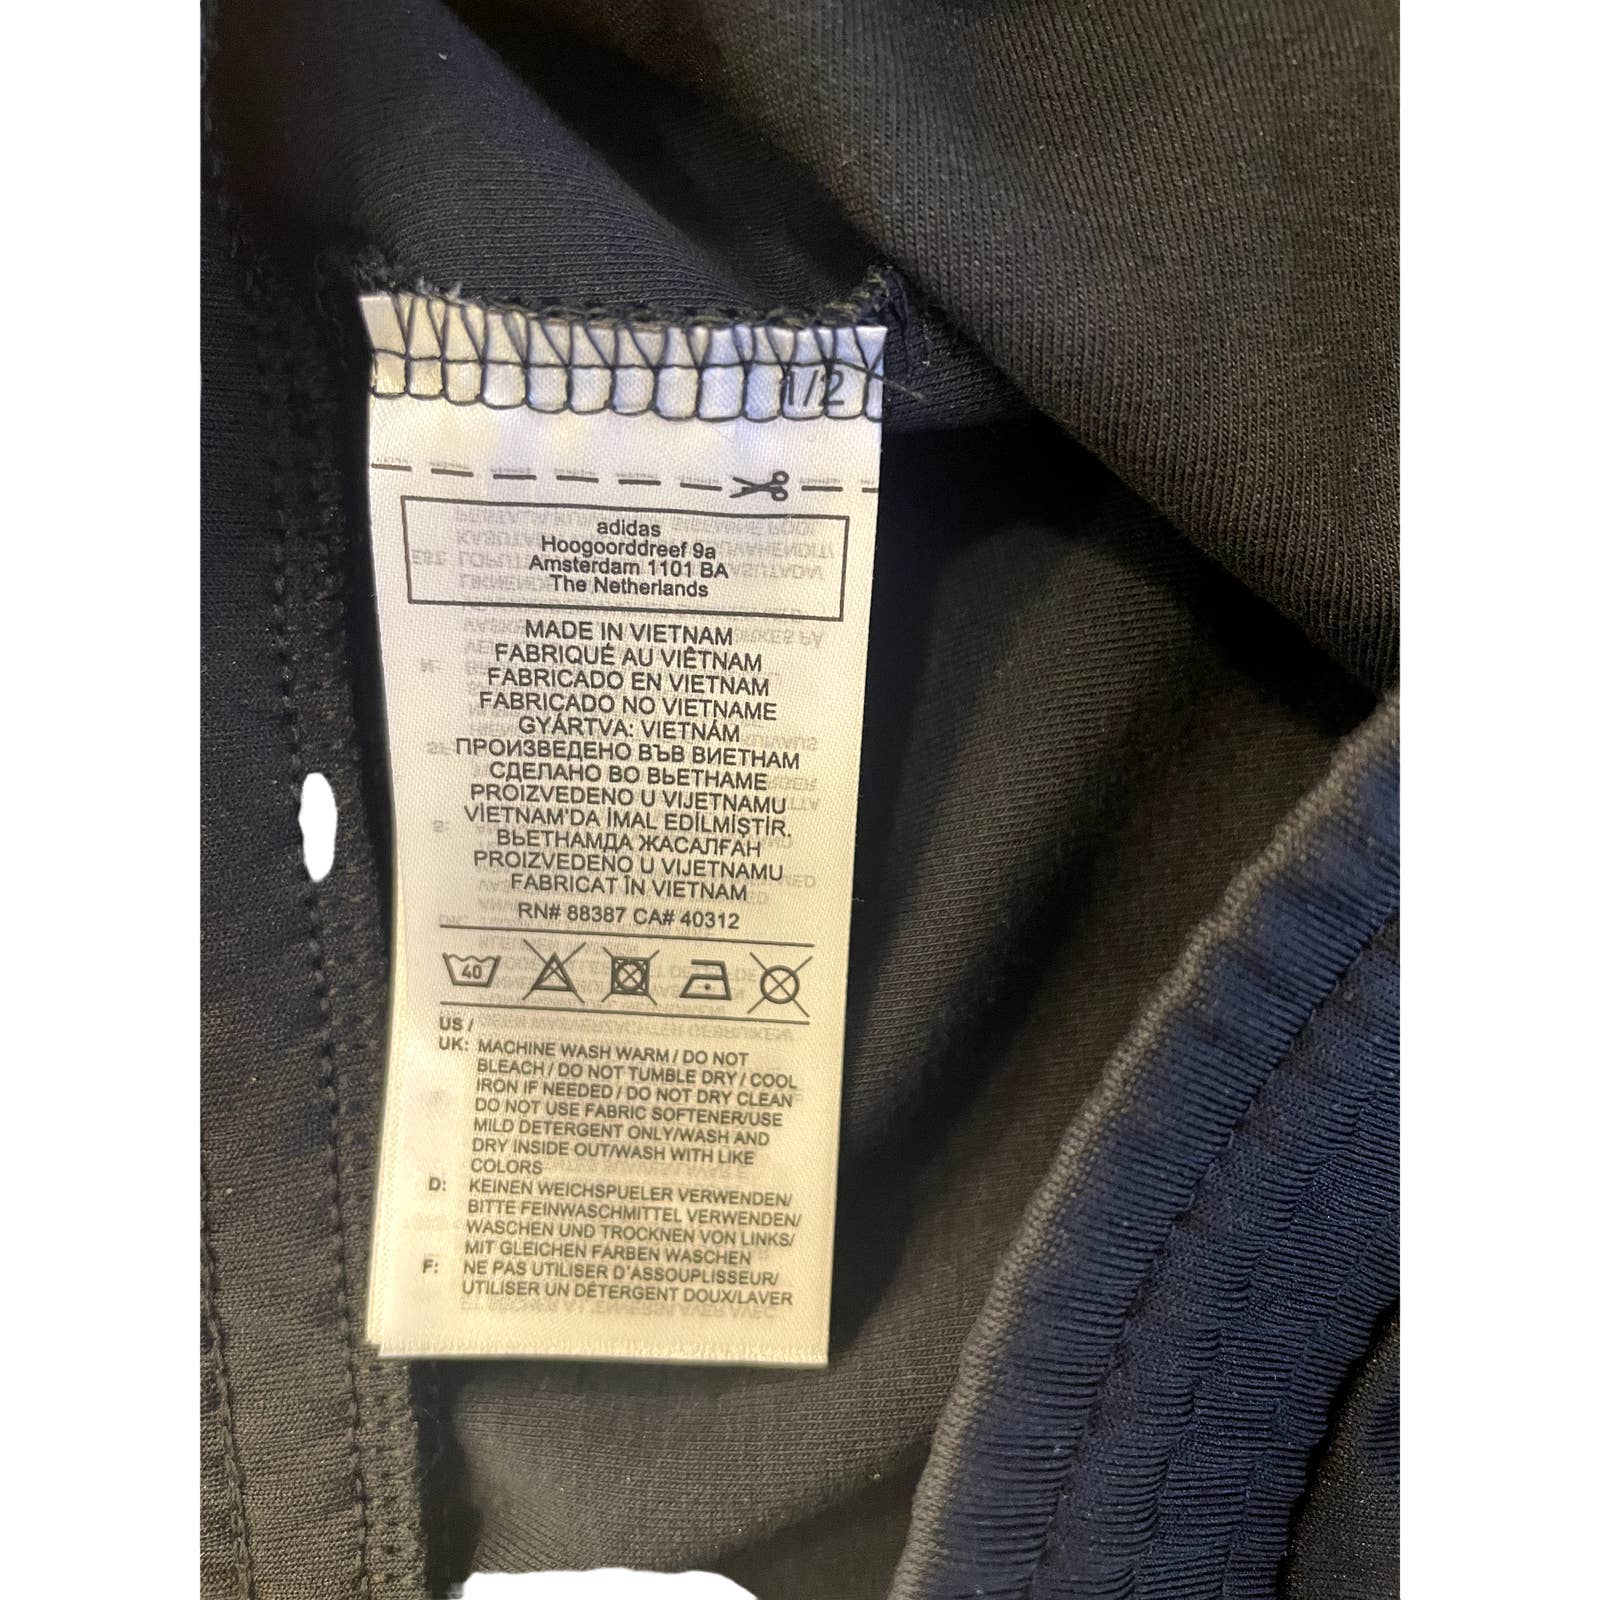 1/2
adidas
Hoogoorddreef 9a
Amsterdam 1101 BA
The Netherlands
MADE IN VIETNAM
FABRIQUÉ AU VIÊTNAM
FABRICADO EN VIETNAM
FABRICADO NO VIETNAME
GYÁRTVA: VIETNÁM
ПРОИЗВЕДЕНО ВЪВ ВИЕТНАМ
СДЕЛАНО ВО ВЬЕТНАМЕ
PROIZVEDENO U VIJETNAMU
VİETNAM'DA İMAL EDİLMİŞTİR.
ВЬЕТНАМДА ЖАСАЛҒАН
PROIZVEDENO U VIJETNAMU
FABRICAT ÎN VIETNAM
RN# 88387 CA# 40312
40
US /
UK: MACHINE WASH WARM / DO NOT
BLEACH / DO NOT TUMBLE DRY / COOL
IRON IF NEEDED / DO NOT DRY CLEAN
DO NOT USE FABRIC SOFTENER/USE
MILD DETERGENT ONLY/WASH AND
DRY INSIDE OUT/WASH WITH LIKE
COLORS
D: KEINEN WEICHSPUELER VERWENDEN/
BITTE FEINWASCHMITTEL VERWENDEN/
WASCHEN UND TROCKNEN VON LINKS/
MIT GLEICHEN FARBEN WASCHEN
F: NE PAS UTILISER D'ASSOUPLISSEUR/
UTILISER UN DÉTERGENT DOUX/LAVER